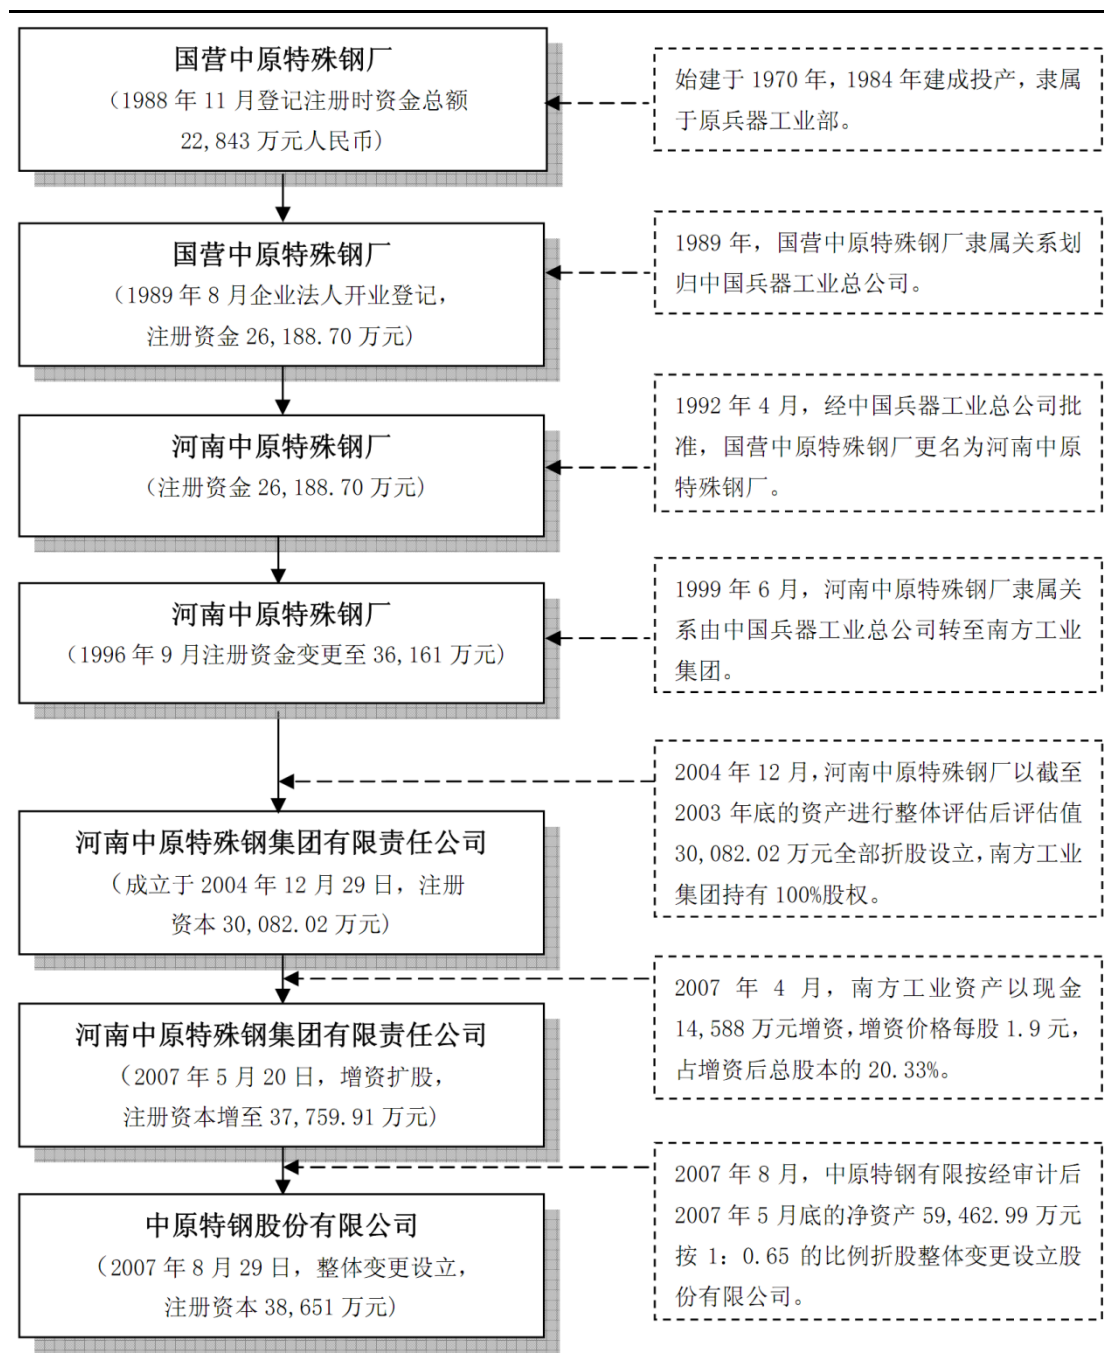 国营中原特殊钢厂
（1988 年 11 月登记注册时资金总额
22,843 万元人民币）
始建于 1970 年，1984 年建成投产，隶属
于原兵器工业部。
国营中原特殊钢厂
（1989 年 8 月企业法人开业登记，
注册资金 26,188.70 万元）
1989 年，国营中原特殊钢厂隶属关系划
归中国兵器工业总公司。
河南中原特殊钢厂
（注册资金 26,188.70 万元）
1992 年 4 月，经中国兵器工业总公司批
准，国营中原特殊钢厂更名为河南中原
特殊钢厂。
河南中原特殊钢厂
（1996 年 9 月注册资金变更至 36,161 万元）
1999 年 6 月，河南中原特殊钢厂隶属关
系由中国兵器工业总公司转至南方工业
集团。
2004 年 12 月，河南中原特殊钢厂以截至
2003 年底的资产进行整体评估后评估值
30,082.02 万元全部折股设立，南方工业
集团持有 100%股权。
河南中原特殊钢集团有限责任公司
（成立于 2004 年 12 月 29 日，注册
资本 30,082.02 万元）
2007 年 4 月，南方工业资产以现金
14,588 万元增资，增资价格每股 1.9 元，
占增资后总股本的 20.33%。
河南中原特殊钢集团有限责任公司
（2007 年 5 月 20 日，增资扩股，
注册资本增至 37,759.91 万元）
2007 年 8 月，中原特钢有限按经审计后
2007 年 5 月底的净资产 59,462.99 万元
按 1：0.65 的比例折股整体变更设立股
份有限公司。
中原特钢股份有限公司
（2007 年 8 月 29 日，整体变更设立，
注册资本 38,651 万元）